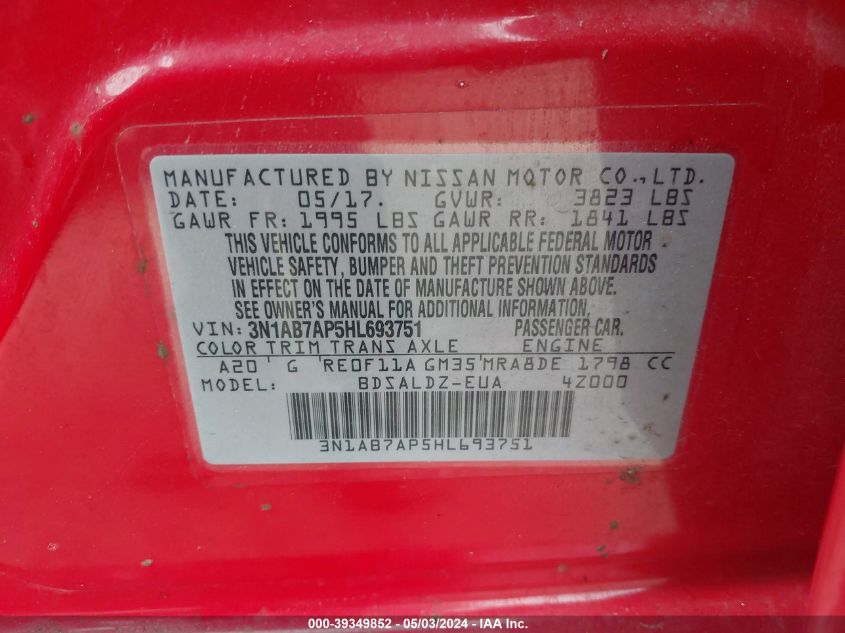 MANUFACTURED BY NISSAN MOTOR CO., LTD.
DATE: 05/17. GVWR: 3823 LBS
GAWR FR: 1995 LBS GAWR RR: 1841 LBS
THIS VEHICLE CONFORMS TO ALL APPLICABLE FEDERAL MOTOR
VEHICLE SAFETY, BUMPER AND THEFT PREVENTION STANDARDS
IN EFFECT ON THE DATE OF MANUFACTURE SHOWN ABOVE.
SEE OWNER'S MANUAL FOR ADDITIONAL INFORMATION.
VIN: 3N1AB7AP5HL693751 PASSENGER CAR.
COLOR TRIM TRANS AXLE ENGINE
A20 G RE0F11A GM35 MRA8DE 1798 CC
MODEL: BDSALDZ-EUA 4Z000
3N1AB7AP5HL693751
000-39349852 - 05/03/2024 - IAA Inc.